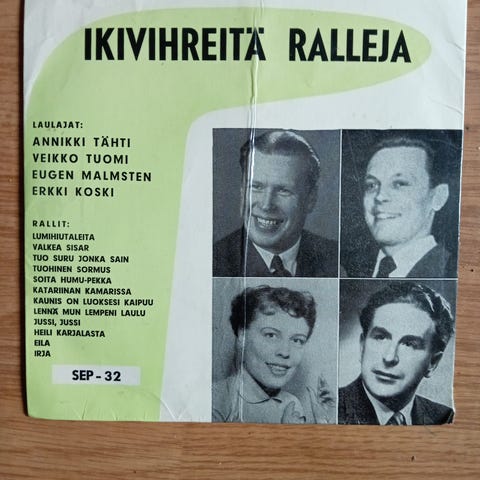 IKIVIHREITÄ RALLEJA
LAULAJAT:
ANNIKKI TÄHTI
VEIKKO TUOMI
EUGEN MALMSTEN
ERKKI KOSKI
RALLIT:
LUMIHIUTALEITA
VALKEA SISAR
TUO SURU JONKA SAIN
TUOHINEN SORMUS
SOITA HUMU-PEKKA
KATARIINAN KAMARISSA
KAUNIS ON LUOKSESI KAIPUU
LENNÄ MUN LEMPENI LAULU
JUSSI, JUSSI
HEILI KARJALASTA
EILA
IRJA
SEP - 32